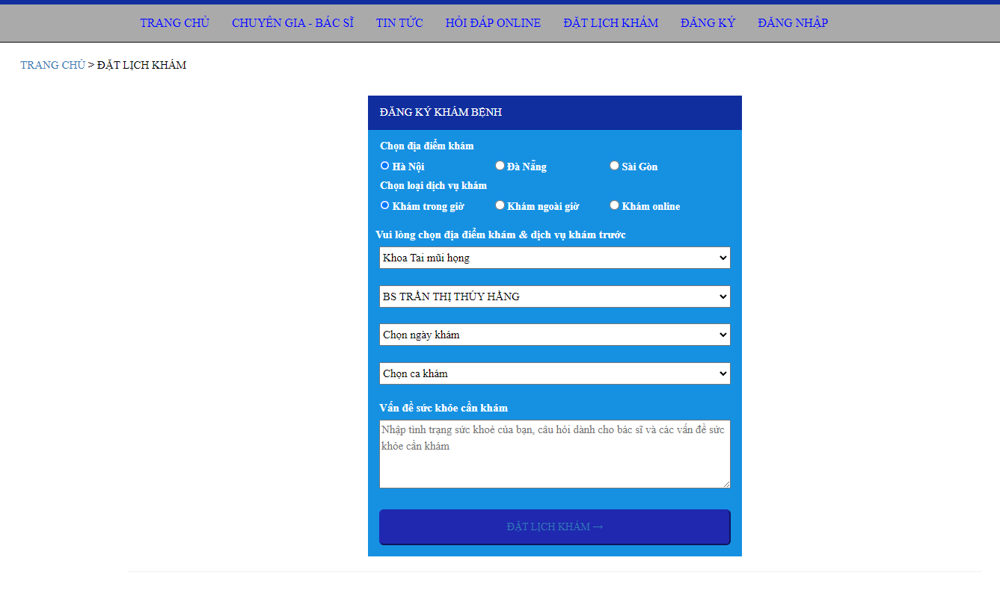 TRANG CHỦ CHUYÊN GIA - BÁC SĨ TIN TỨC HỎI ĐÁP ONLINE ĐẶT LỊCH KHÁM ĐĂNG KÝ ĐĂNG NHẬP
TRANG CHỦ > ĐẶT LỊCH KHÁM
ĐĂNG KÝ KHÁM BỆNH
Chọn địa điểm khám
Hà Nội Đà Nẵng Sài Gòn
Chọn loại dịch vụ khám
Khám trong giờ Khám ngoài giờ Khám online
Vui lòng chọn địa điểm khám & dịch vụ khám trước
Khoa Tai mũi họng
BS TRẦN THỊ THÚY HẰNG
Chọn ngày khám
Chọn ca khám
Vấn đề sức khỏe cần khám
Nhập tình trạng sức khoẻ của bạn, câu hỏi dành cho bác sĩ và các vấn đề sức
khỏe cần khám
ĐẶT LỊCH KHÁM →